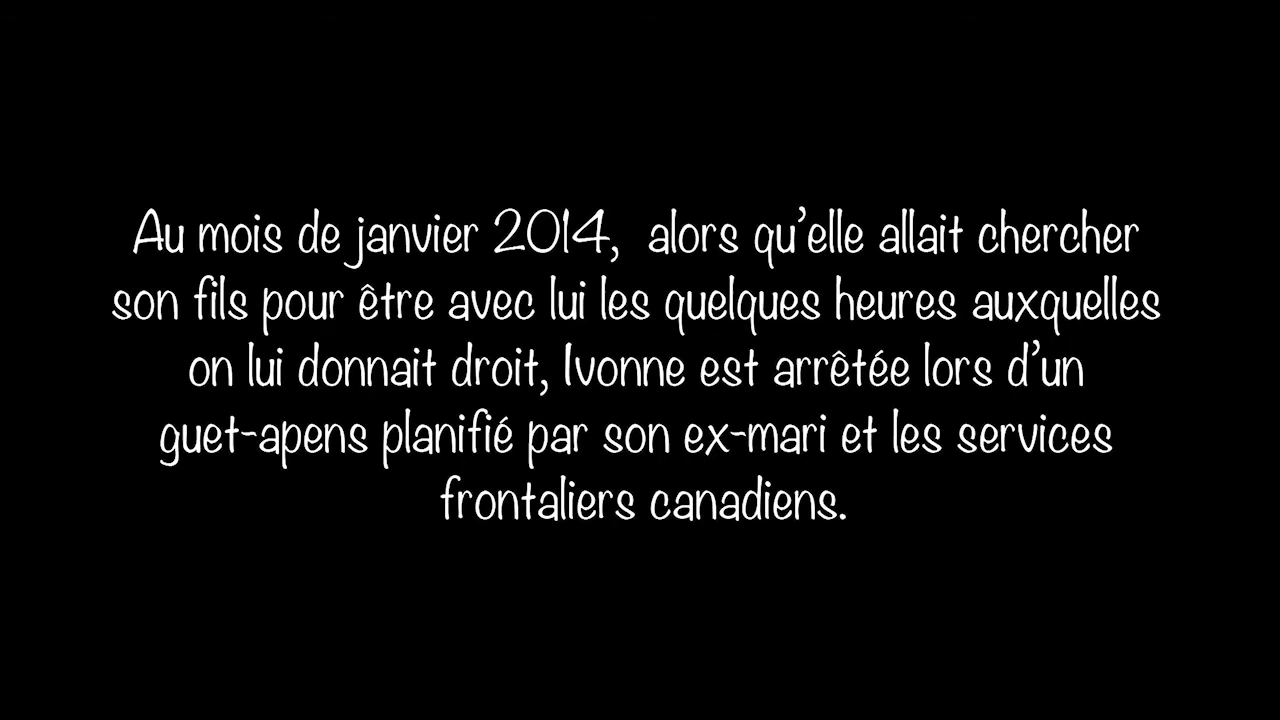 Au mois de janvier 2014,  alors qu’elle allait chercher
son fils pour être avec lui les quelques heures auxquelles
on lui donnait droit, Ivonne est arrêtée lors d’un
guet-apens planifié par son ex-mari et les services
frontaliers canadiens.